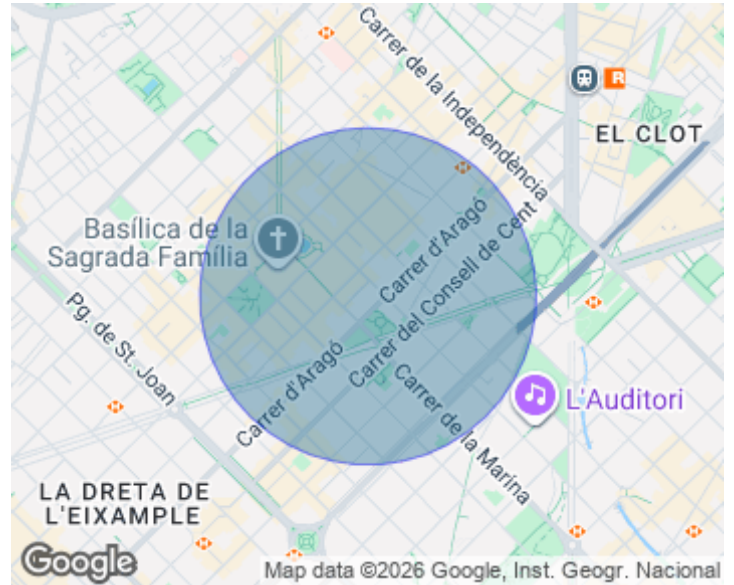 Carrer de la Independència
R
EL CLOT
Basílica de la
Sagrada Família
Carrer d'Aragó
Carrer del Consell de Cent
Pg. de St. Joan
Carrer d'Aragó
Carrer de la Marina
L'Auditori
LA DRETA DE
L'EIXAMPLE
Google
Map data ©2026 Google, Inst. Geogr. Nacional